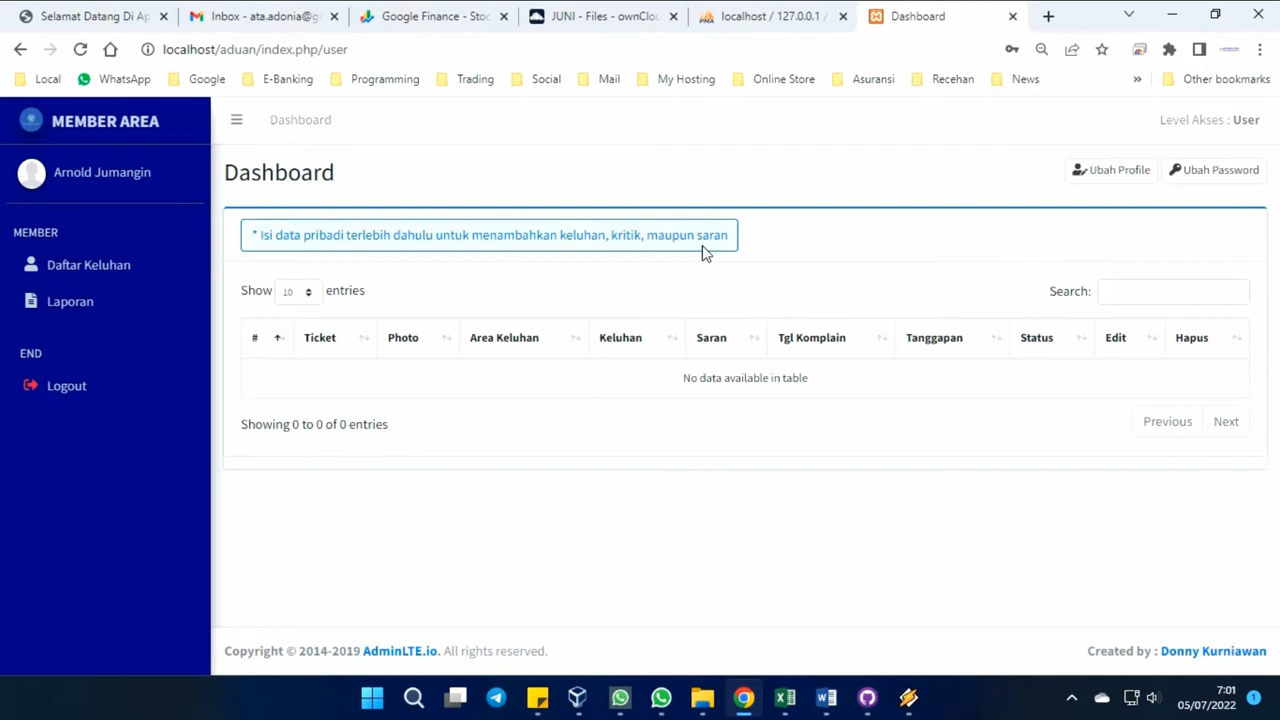 Selamat Datang Di Ap
Inbox - ata.adonia@g
Google Finance - Stoc
JUNI - Files - ownClou
localhost / 127.0.0.1 /
Dashboard
localhost/aduan/index.php/user
Local
WhatsApp
Google
E-Banking
Programming
Trading
Social
Mail
My Hosting
Online Store
Asuransi
Recehan
News
»
Other bookmarks
MEMBER AREA
Dashboard
Level Akses : User
Arnold Jumangin
Dashboard
Ubah Profile
Ubah Password
MEMBER
* Isi data pribadi terlebih dahulu untuk menambahkan keluhan, kritik, maupun saran
Daftar Keluhan
Show 10 entries
Search:
Laporan
# Ticket Photo Area Keluhan Keluhan Saran Tgl Komplain Tanggapan Status Edit Hapus
END
No data available in table
Logout
Showing 0 to 0 of 0 entries
Previous Next
Copyright © 2014-2019 AdminLTE.io. All rights reserved.
Created by : Donny Kurniawan
7:01
05/07/2022
1